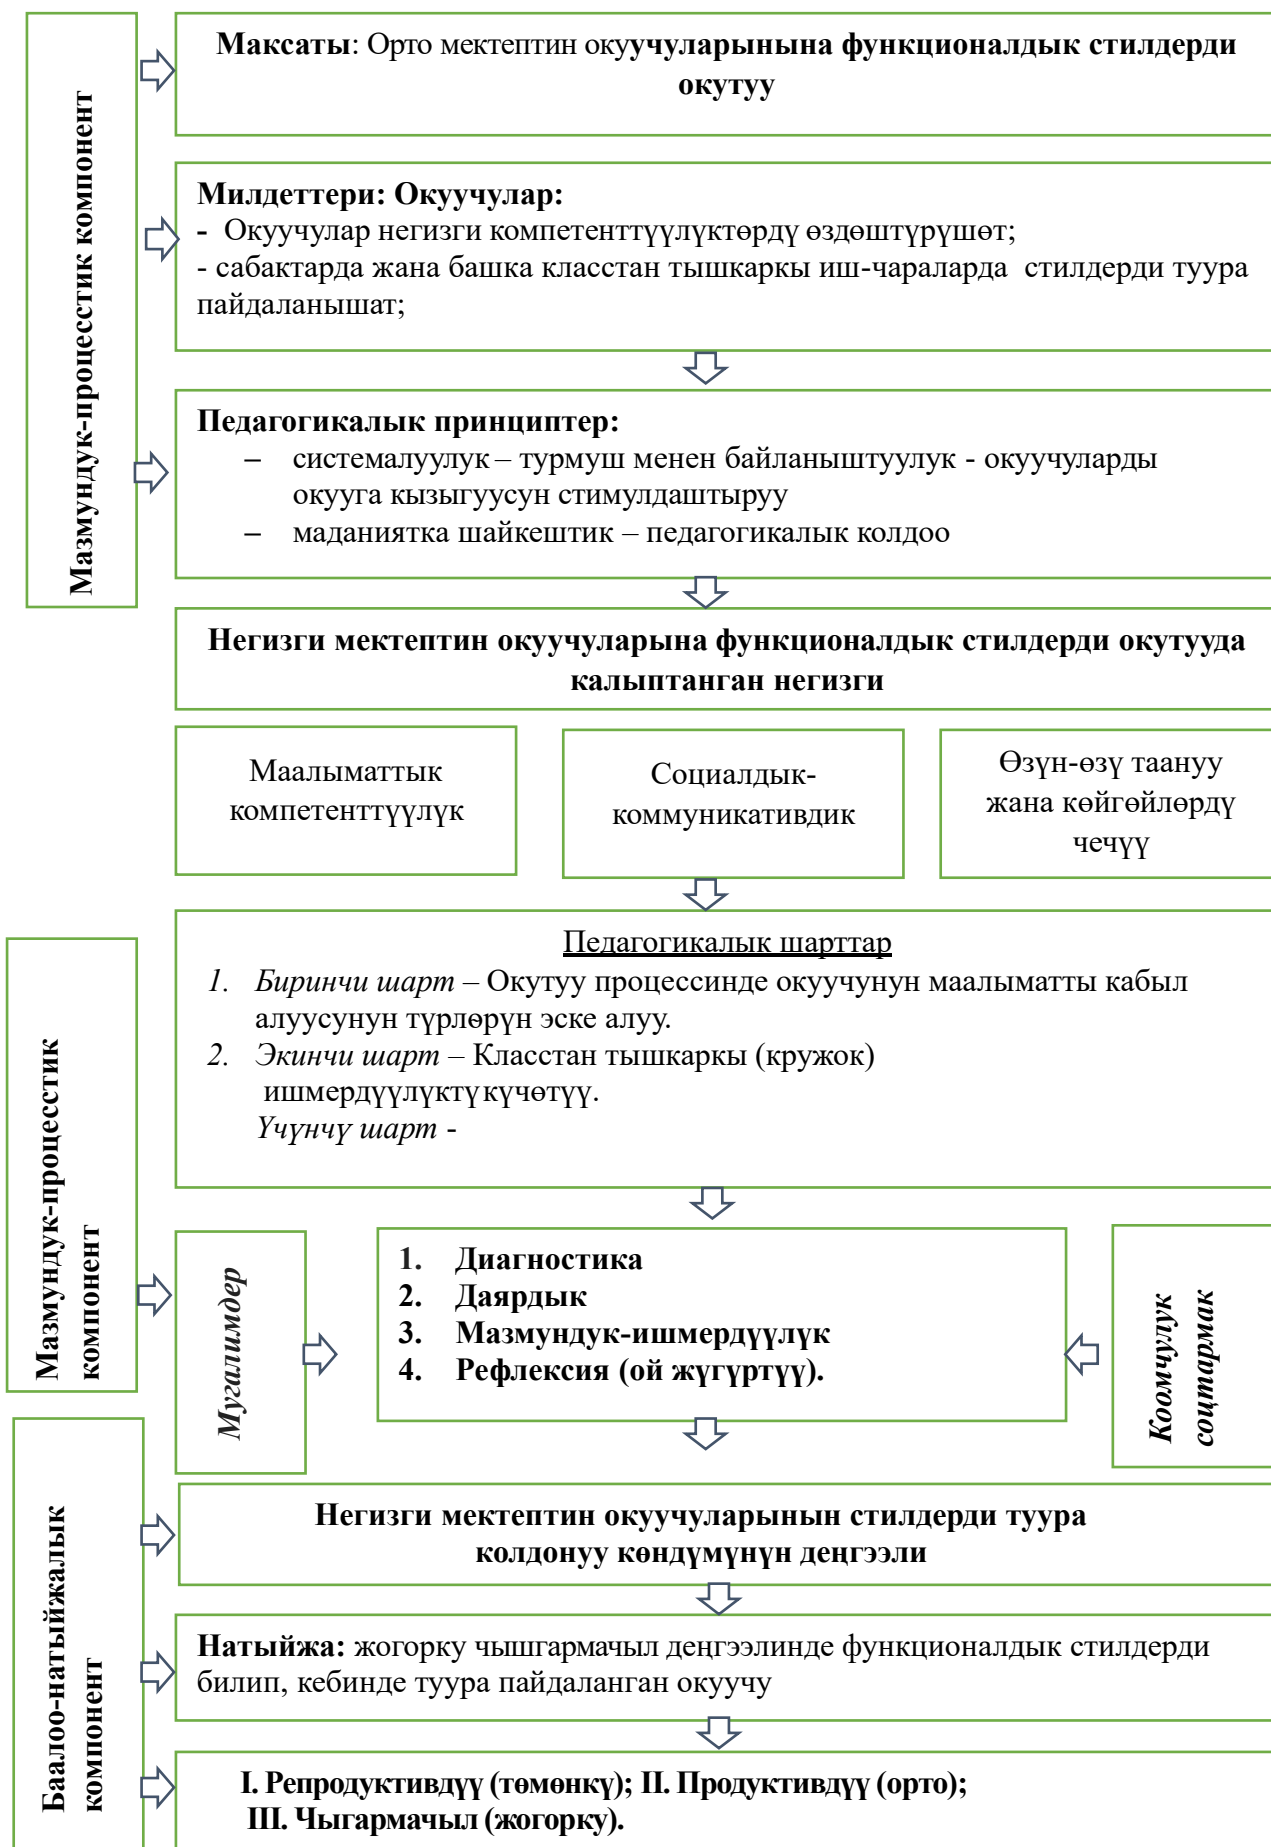 Мазмундук-процесстик компонент
Максаты: Орто мектептин окуучуларынына функционалдык стилдерди
окутуу
Милдеттери: Окуучулар:
- Окуучулар негизги компетенттүүлүктөрдү өздөштүрүшөт;
- сабактарда жана башка класстан тышкаркы иш-чараларда стилдерди туура
пайдаланышат;
Педагогикалык принциптер:
– системалуулук – турмуш менен байланыштуулук - окуучуларды
окууга кызыгуусун стимулдаштыруу
– маданиятка шайкештик – педагогикалык колдоо
Негизги мектептин окуучуларына функционалдык стилдерди окутууда
калыптанган негизги
Маалыматтык
компетенттүүлүк
Социалдык-
коммуникативдик
Өзүн-өзү таануу
жана көйгөйлөрдү
чечүү
Мазмундук-процесстик
компонент
Педагогикалык шарттар
1. Биринчи шарт – Окутуу процессинде окуучунун маалыматты кабыл
алуусунун түрлөрүн эске алуу.
2. Экинчи шарт – Класстан тышкаркы (кружок)
ишмердүүлүктү күчөтүү.
Үчүнчү шарт -
Мугалимдер
1. Диагностика
2. Даярдык
3. Мазмундук-ишмердүүлүк
4. Рефлексия (ой жүгүртүү).
Коомчулук
соцтармак
Баалоо-натыйжалык
компонент
Негизги мектептин окуучуларынын стилдерди туура
колдонуу көндүмүнүн деңгээли
Натыйжа: жогорку чышгармачыл деңгээлинде функционалдык стилдерди
билип, кебинде туура пайдаланган окуучу
I. Репродуктивдүү (төмөнкү); II. Продуктивдүү (орто);
III. Чыгармачыл (жогорку).